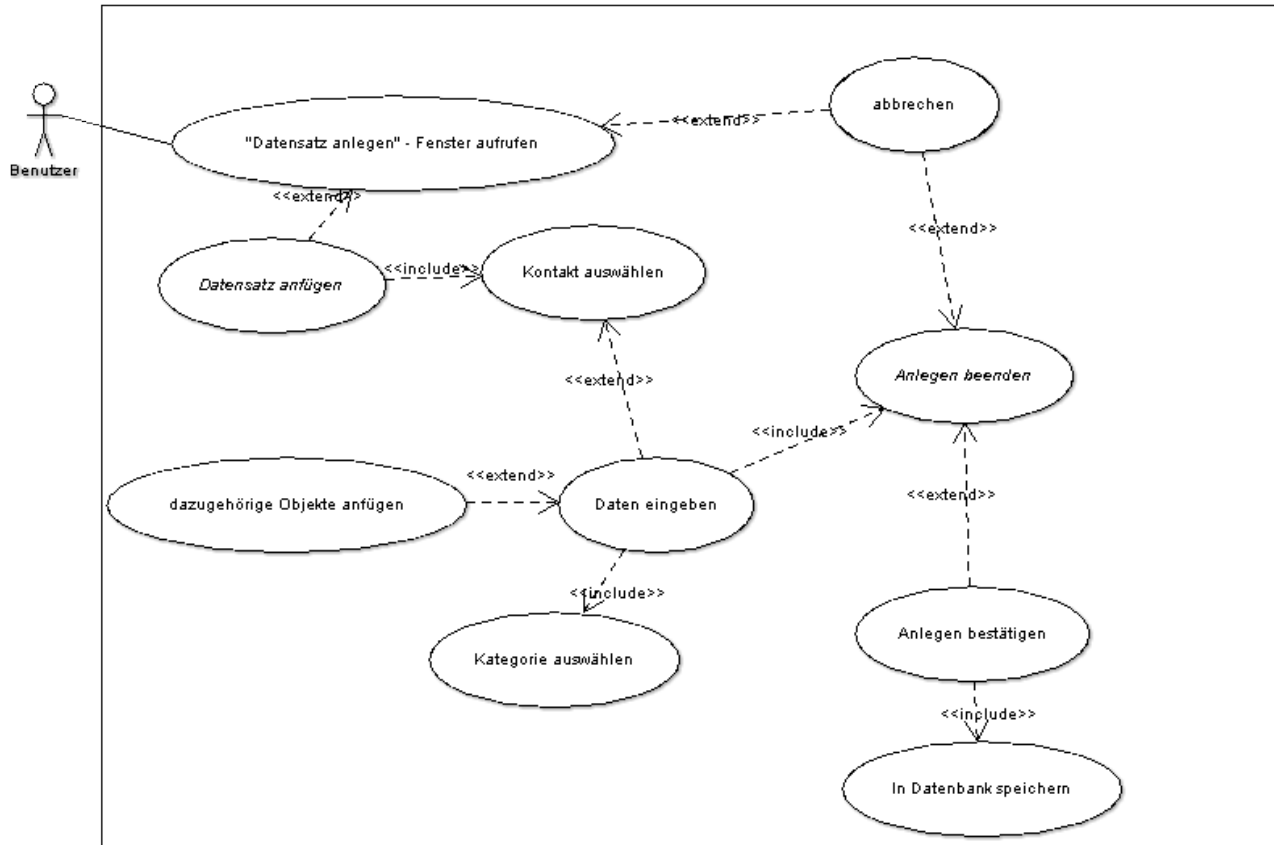 abbrechen
<<extend>>
"Datensatz anlegen" - Fenster aufrufen
Benutzer
<<extend>>
<<extend>>
<<include>>
Kontakt auswählen
Datensatz anfügen
<<extend>>
Anlegen beenden
<<include>>
<<extend>>
<<extend>>
dazugehörige Objekte anfügen
Daten eingeben
<<include>>
Anlegen bestätigen
Kategorie auswählen
<<include>>
In Datenbank speichern